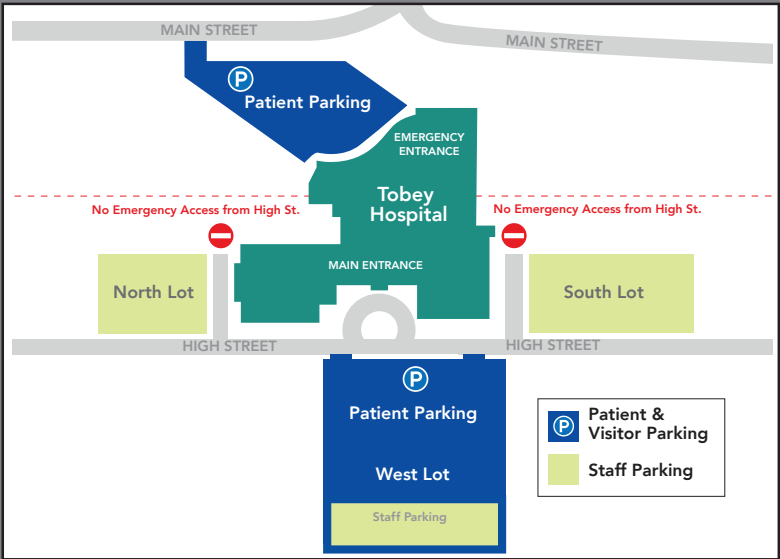 MAIN STREET
MAIN STREET
P
Patient Parking
EMERGENCY
ENTRANCE
Tobey
Hospital
No Emergency Access from High St.
No Emergency Access from High St.
MAIN ENTRANCE
North Lot
South Lot
HIGH STREET
HIGH STREET
P
Patient Parking
West Lot
Staff Parking
P
Patient &
Visitor Parking
Staff Parking